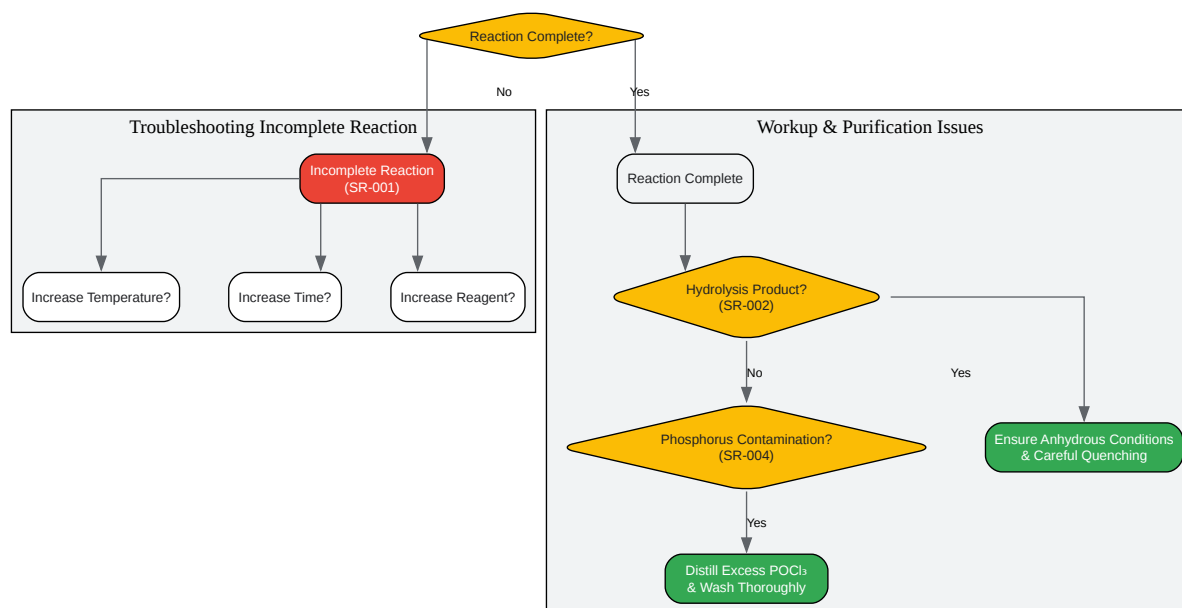 Reaction Complete?
No
Yes
Troubleshooting Incomplete Reaction
Workup & Purification Issues
Incomplete Reaction
(SR-001)
Reaction Complete
Increase Temperature?
Increase Time?
Increase Reagent?
Hydrolysis Product?
(SR-002)
No
Yes
Phosphorus Contamination?
(SR-004)
Ensure Anhydrous Conditions
& Careful Quenching
Yes
Distill Excess POCl₃
& Wash Thoroughly